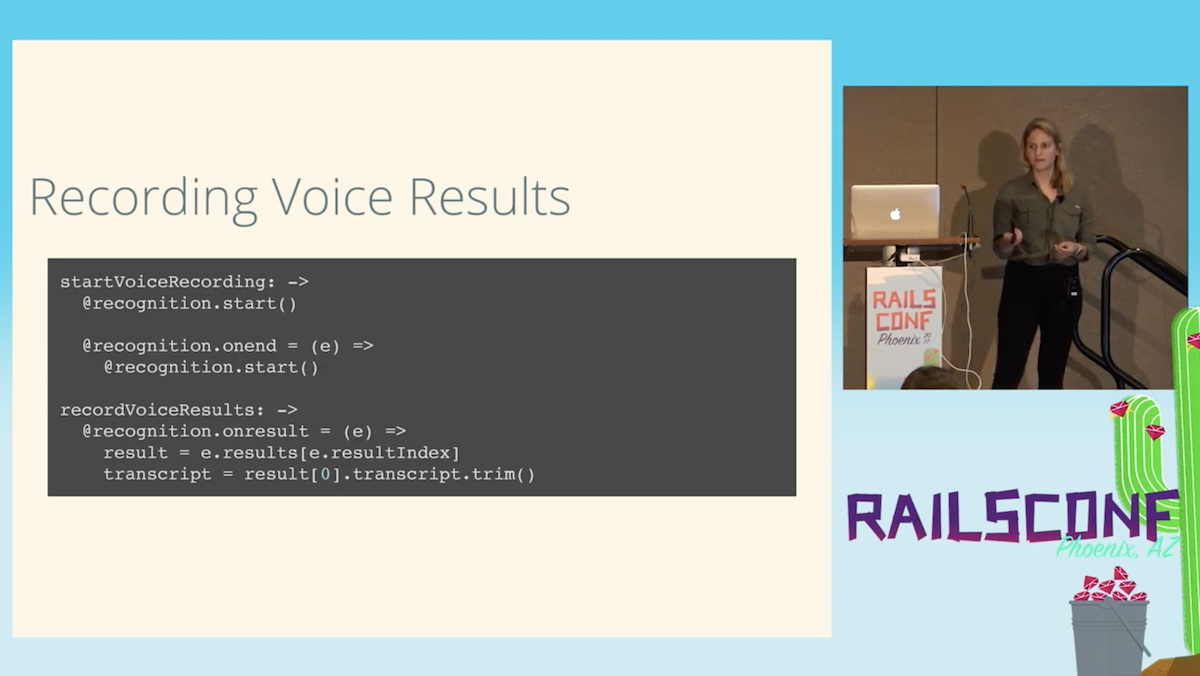 Recording Voice Results
startVoiceRecording: ->
@recognition.start()
@recognition.onend = (e) =>
@recognition.start()
recordVoiceResults: ->
@recognition.onresult = (e) =>
result = e.results[e.resultIndex]
transcript = result[0].transcript.trim()
RAILS
CONF
Phoenix 2017
RAILSCONF
Phoenix, AZ